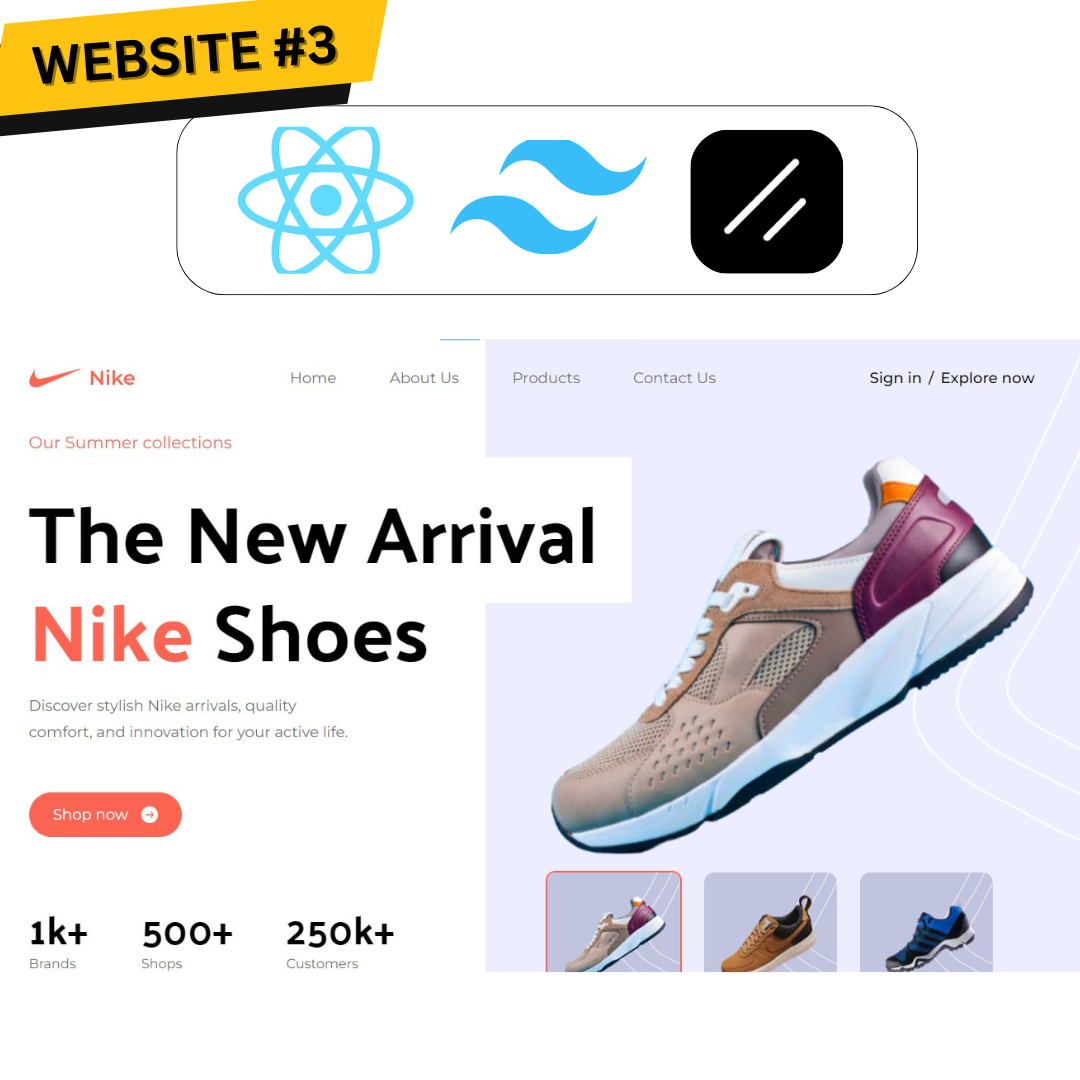 WEBSITE #3
Nike
Home
About Us
Products
Contact Us
Sign in / Explore now
Our Summer collections
The New Arrival
Nike Shoes
Discover stylish Nike arrivals, quality
comfort, and innovation for your active life.
Shop now
1k+
Brands
500+
Shops
250k+
Customers